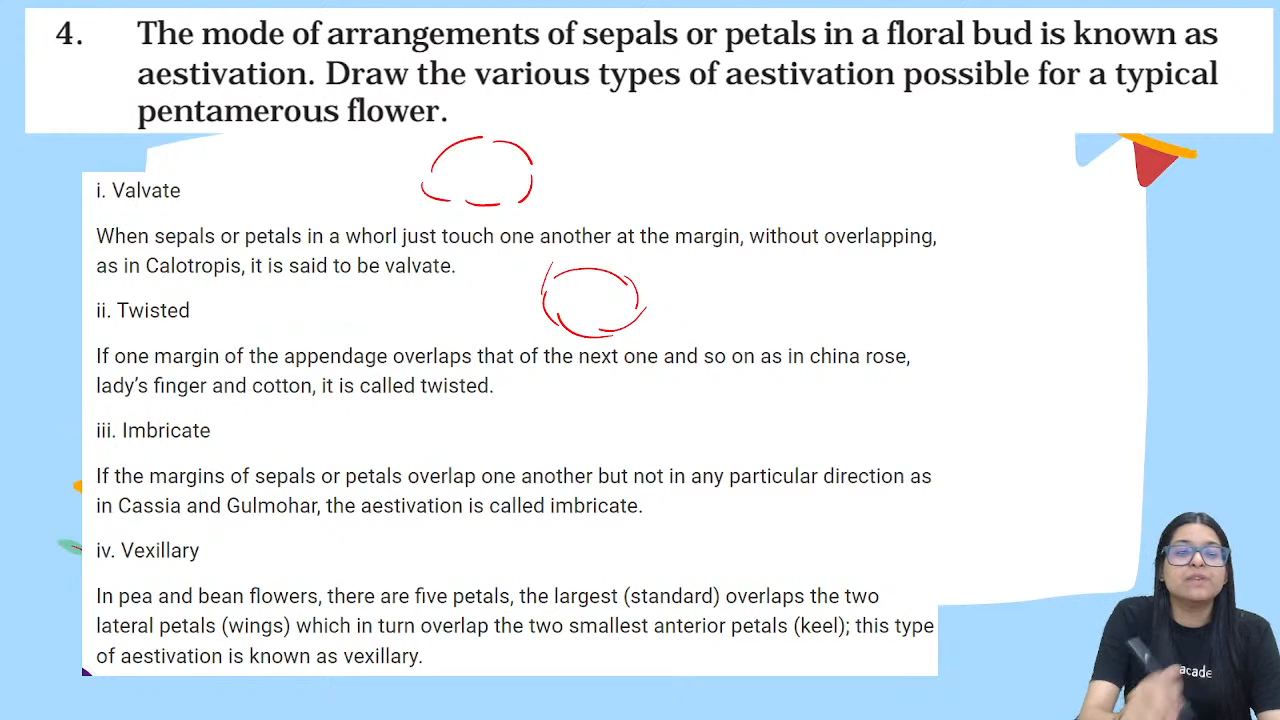 4. The mode of arrangements of sepals or petals in a floral bud is known as
aestivation. Draw the various types of aestivation possible for a typical
pentamerous flower.
i. Valvate
When sepals or petals in a whorl just touch one another at the margin, without overlapping,
as in Calotropis, it is said to be valvate.
ii. Twisted
If one margin of the appendage overlaps that of the next one and so on as in china rose,
lady’s finger and cotton, it is called twisted.
iii. Imbricate
If the margins of sepals or petals overlap one another but not in any particular direction as
in Cassia and Gulmohar, the aestivation is called imbricate.
iv. Vexillary
In pea and bean flowers, there are five petals, the largest (standard) overlaps the two
lateral petals (wings) which in turn overlap the two smallest anterior petals (keel); this type
of aestivation is known as vexillary.
acade